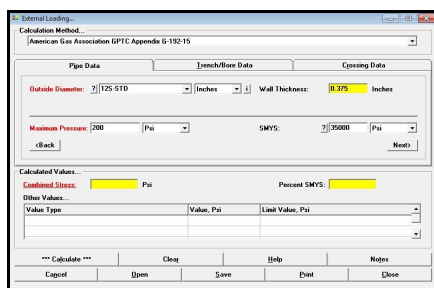 External Loading...
Calculation Method...
American Gas Association GPTC Appendix G-192-15
Pipe Data Trench/Bore Data Crossing Data
Outside Diameter: ? 12S-STD Inches i Wall Thickness: 0.375 Inches
Maximum Pressure: 200 Psi SMYS: ? 35000 Psi
<Back Next>
Calculated Values...
Combined Stress: Psi Percent SMYS:
Other Values...
Value Type Value, Psi Limit Value, Psi
*** Calculate *** Clear Help Notes
Cancel Open Save Print Close